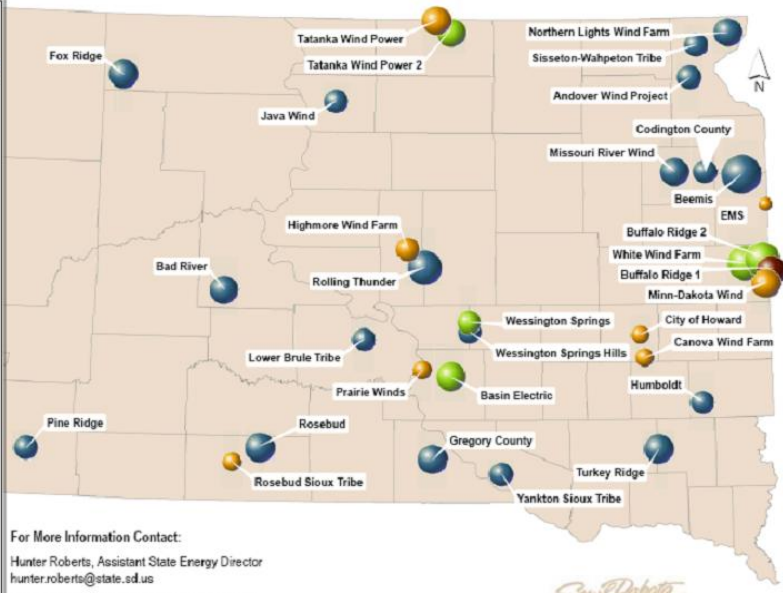 Tatanka Wind Power
Northern Lights Wind Farm
Fox Ridge
Sisseton-Wahpeton Tribe
Tatanka Wind Power 2
N
Andover Wind Project
Java Wind
Codington County
Missouri River Wind
Beemis
EMS
Highmore Wind Farm
Buffalo Ridge 2
White Wind Farm
Bad River
Buffalo Ridge 1
Rolling Thunder
Minn-Dakota Wind
Wessington Springs
City of Howard
Canova Wind Farm
Wessington Springs Hills
Lower Brule Tribe
Humboldt
Prairie Winds
Basin Electric
Pine Ridge
Rosebud
Gregory County
Turkey Ridge
Rosebud Sioux Tribe
Yankton Sioux Tribe
For More Information Contact:
Hunter Roberts, Assistant State Energy Director
hunter.roberts@state.sd.us